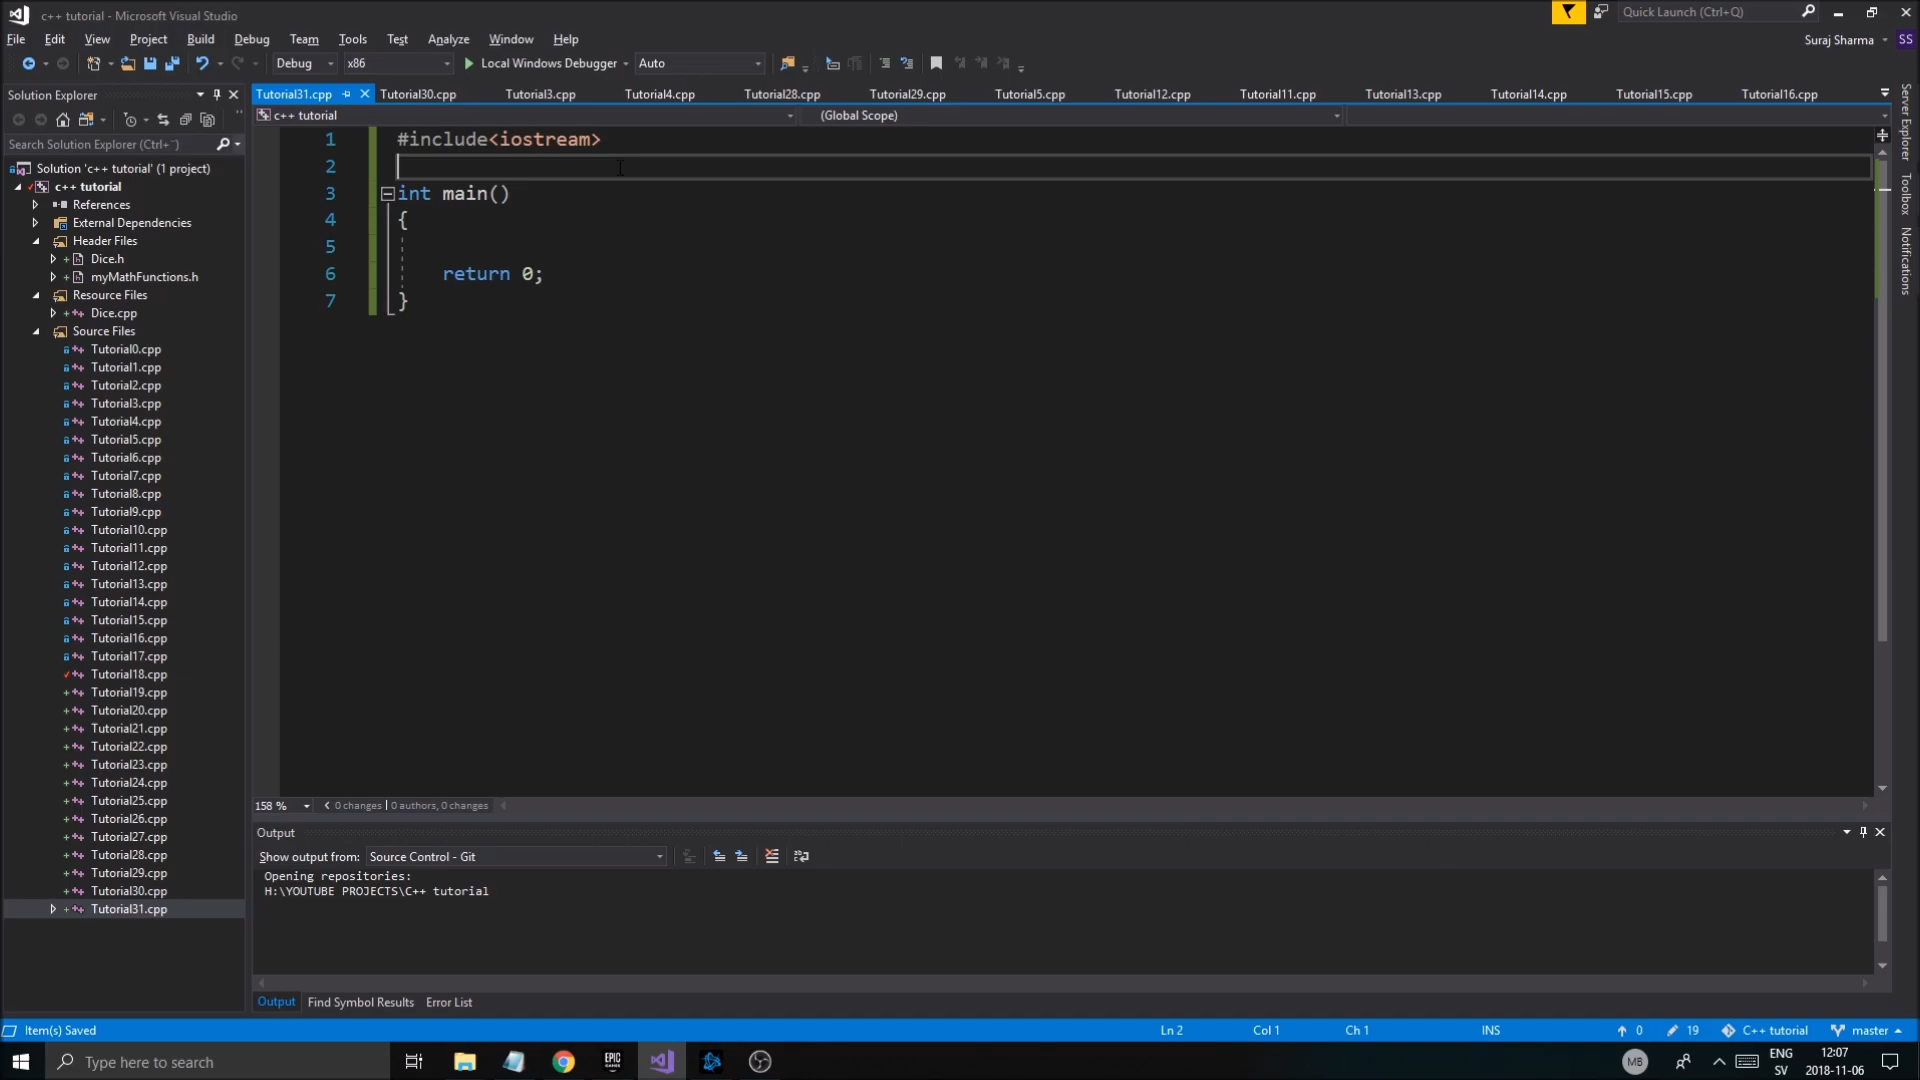 c++ tutorial - Microsoft Visual Studio
Quick Launch (Ctrl+Q)
File Edit View Project Build Debug Team Tools Test Analyze Window Help
Suraj Sharma SS
Debug x86 Local Windows Debugger Auto
Solution Explorer
Tutorial31.cpp Tutorial30.cpp Tutorial3.cpp Tutorial4.cpp Tutorial28.cpp Tutorial29.cpp Tutorial5.cpp Tutorial12.cpp Tutorial11.cpp Tutorial13.cpp Tutorial14.cpp Tutorial15.cpp Tutorial16.cpp
c++ tutorial (Global Scope)
Search Solution Explorer (Ctrl+¨)
Solution 'c++ tutorial' (1 project)
c++ tutorial
References
External Dependencies
Header Files
Dice.h
myMathFunctions.h
Resource Files
Dice.cpp
Source Files
Tutorial0.cpp
Tutorial1.cpp
Tutorial2.cpp
Tutorial3.cpp
Tutorial4.cpp
Tutorial5.cpp
Tutorial6.cpp
Tutorial7.cpp
Tutorial8.cpp
Tutorial9.cpp
Tutorial10.cpp
Tutorial11.cpp
Tutorial12.cpp
Tutorial13.cpp
Tutorial14.cpp
Tutorial15.cpp
Tutorial16.cpp
Tutorial17.cpp
Tutorial18.cpp
Tutorial19.cpp
Tutorial20.cpp
Tutorial21.cpp
Tutorial22.cpp
Tutorial23.cpp
Tutorial24.cpp
Tutorial25.cpp
Tutorial26.cpp
Tutorial27.cpp
Tutorial28.cpp
Tutorial29.cpp
Tutorial30.cpp
Tutorial31.cpp
1 #include<iostream>
2
3 int main()
4 {
5
6 return 0;
7 }
Server Explorer
Toolbox
Notifications
158 % 0 changes | 0 authors, 0 changes
Output
Show output from: Source Control - Git
Opening repositories:
H:\YOUTUBE PROJECTS\C++ tutorial
Output Find Symbol Results Error List
Item(s) Saved Ln 2 Col 1 Ch 1 INS 0 19 C++ tutorial master
Type here to search
EPIC GAMES
MB
ENG
SV
12:07
2018-11-06